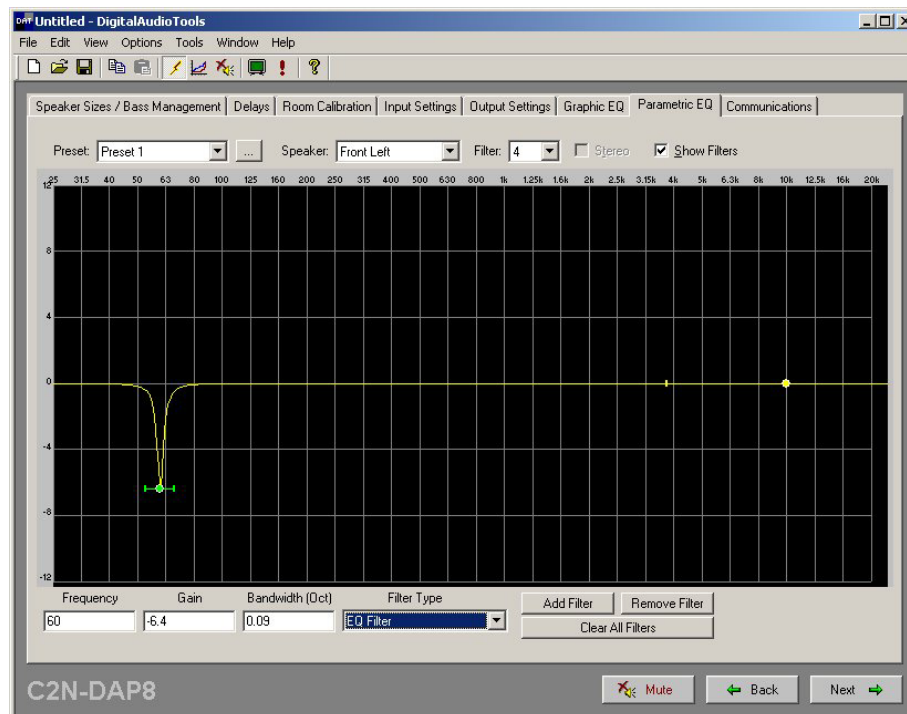 DAT Untitled - DigitalAudioTools
File Edit View Options Tools Window Help
Speaker Sizes / Bass Management Delays Room Calibration Input Settings Output Settings Graphic EQ Parametric EQ Communications
Preset: Preset 1 ... Speaker: Front Left Filter: 4 Stereo Show Filters
25 31.5 40 50 63 80 100 125 160 200 250 315 400 500 630 800 1k 1.25k 1.6k 2k 2.5k 3.15k 4k 5k 6.3k 8k 10k 12.5k 16k 20k
12
8
4
0
-4
-8
-12
Frequency Gain Bandwidth (Oct) Filter Type
Add Filter Remove Filter
60 -6.4 0.09 EQ Filter
Clear All Filters
C2N-DAP8 Mute Back Next